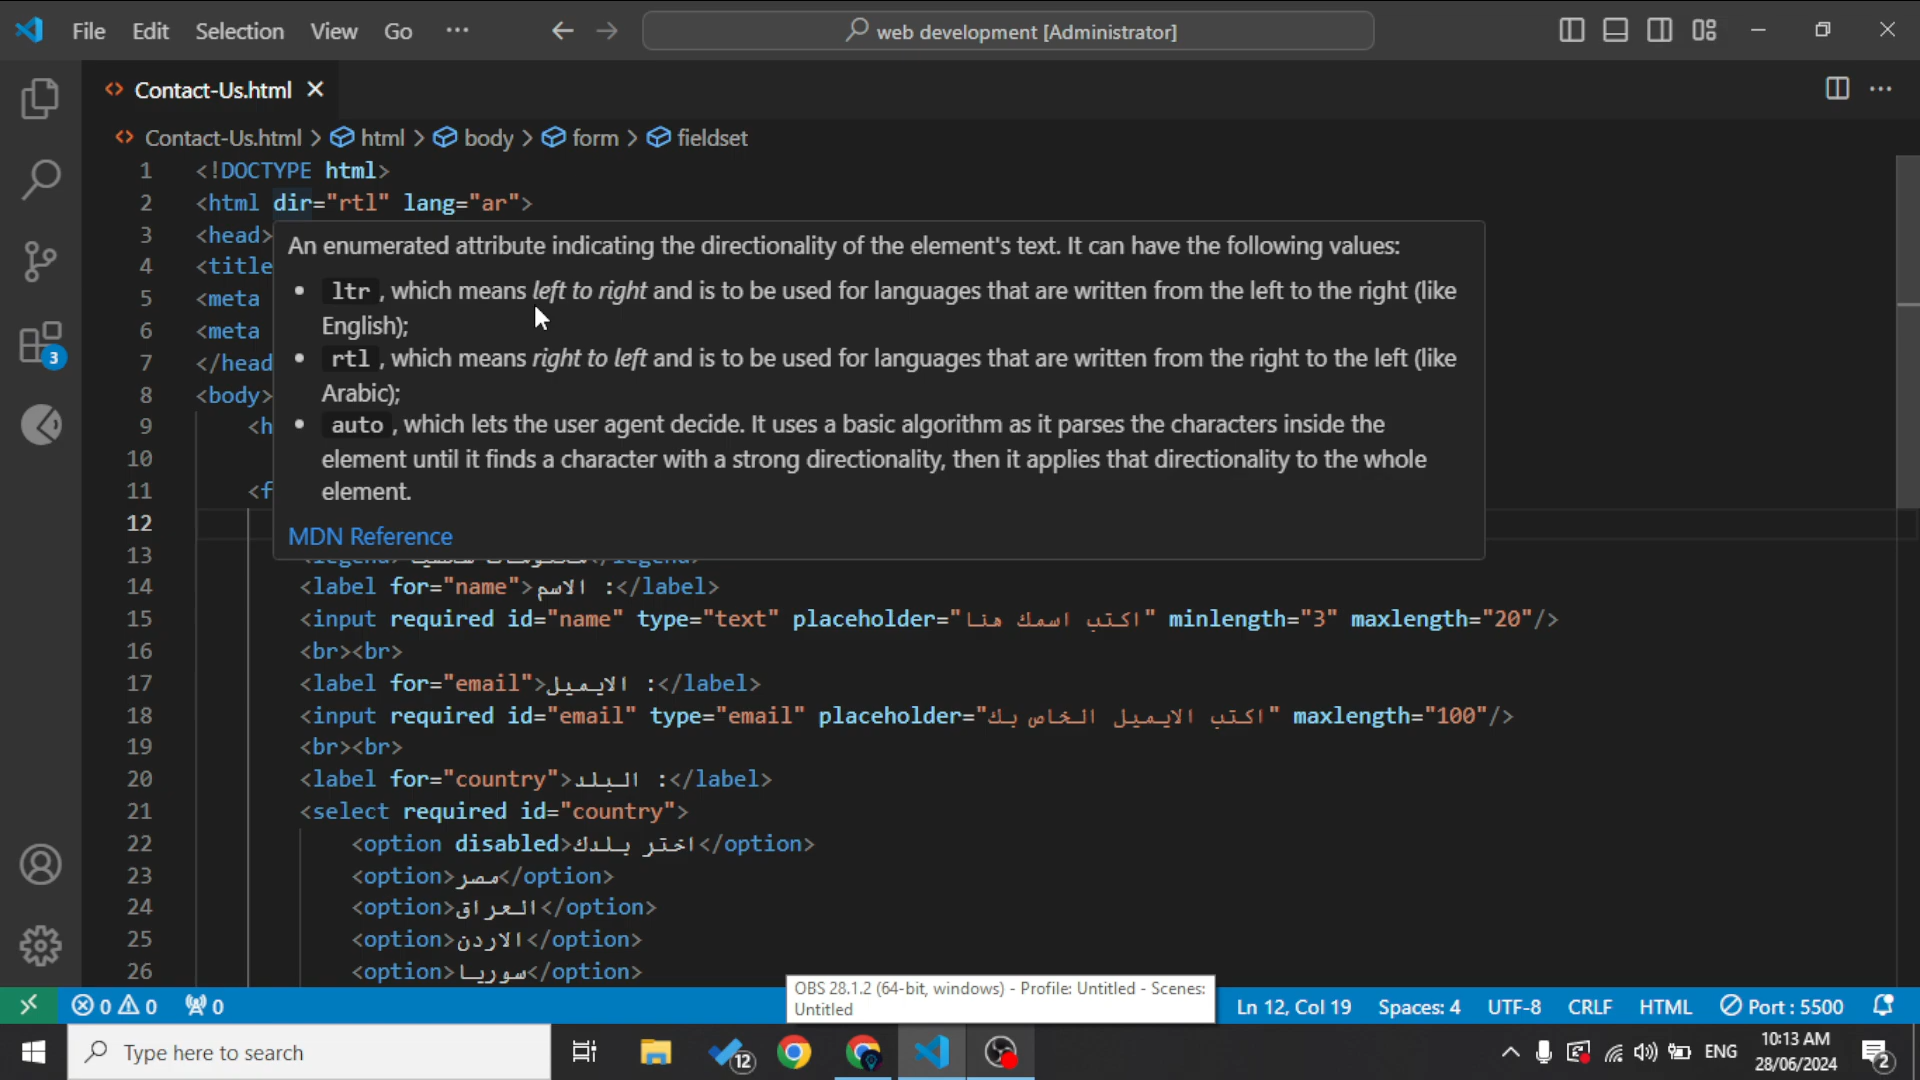 File Edit Selection View Go ··· web development [Administrator]
Contact-Us.html
Contact-Us.html > html > body > form > fieldset
1 <!DOCTYPE html>
2 <html dir="rtl" lang="ar">
3 <head>
An enumerated attribute indicating the directionality of the element's text. It can have the following values:
4 <title
5 <meta
• ltr , which means left to right and is to be used for languages that are written from the left to the right (like
6 <meta
English);
7 </head
• rtl , which means right to left and is to be used for languages that are written from the right to the left (like
8 <body>
Arabic);
9 <h
• auto , which lets the user agent decide. It uses a basic algorithm as it parses the characters inside the
10
element until it finds a character with a strong directionality, then it applies that directionality to the whole
11 <f
element.
12
MDN Reference
13
14 <label for="name">الاسم :</label>
15 <input required id="name" type="text" placeholder="اكتب اسمك هنا" minlength="3" maxlength="20"/>
16 <br><br>
17 <label for="email">الايميل :</label>
18 <input required id="email" type="email" placeholder="اكتب الايميل الخاص بك" maxlength="100"/>
19 <br><br>
20 <label for="country">البلد :</label>
21 <select required id="country">
22 <option disabled>اختر بلدك</option>
23 <option>مصر</option>
24 <option>العراق</option>
25 <option>الاردن</option>
26 <option>سوريا</option>
3
OBS 28.1.2 (64-bit, windows) - Profile: Untitled - Scenes:
Untitled
0 0 0 Ln 12, Col 19 Spaces: 4 UTF-8 CRLF HTML Port : 5500
Type here to search 12 ENG 10:13 AM
28/06/2024 2